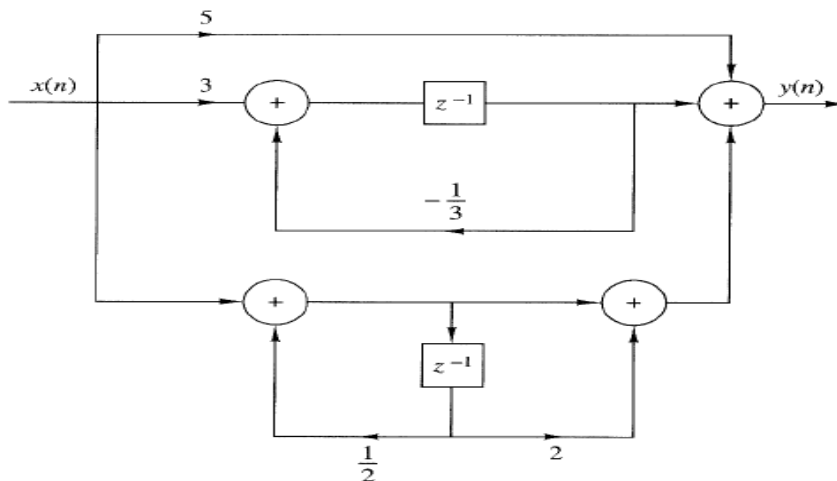 5
x(n)
3
+
z⁻¹
+
y(n)
-1/3
+
+
z⁻¹
1/2
2